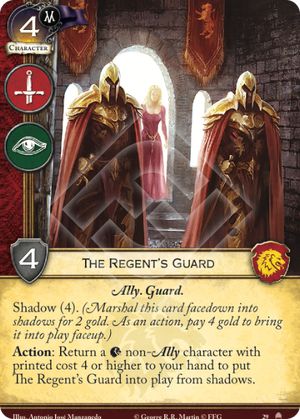 4
CHARACTER
4
THE REGENT'S GUARD
Ally. Guard.
Shadow (4). (Marshal this card facedown into
shadows for 2 gold. As an action, pay 4 gold to bring
it into play faceup.)
Action: Return a non-Ally character with
printed cost 4 or higher to your hand to put
The Regent's Guard into play from shadows.
Illus. Antonio José Manzanedo © George R.R. Martin © FFG 29